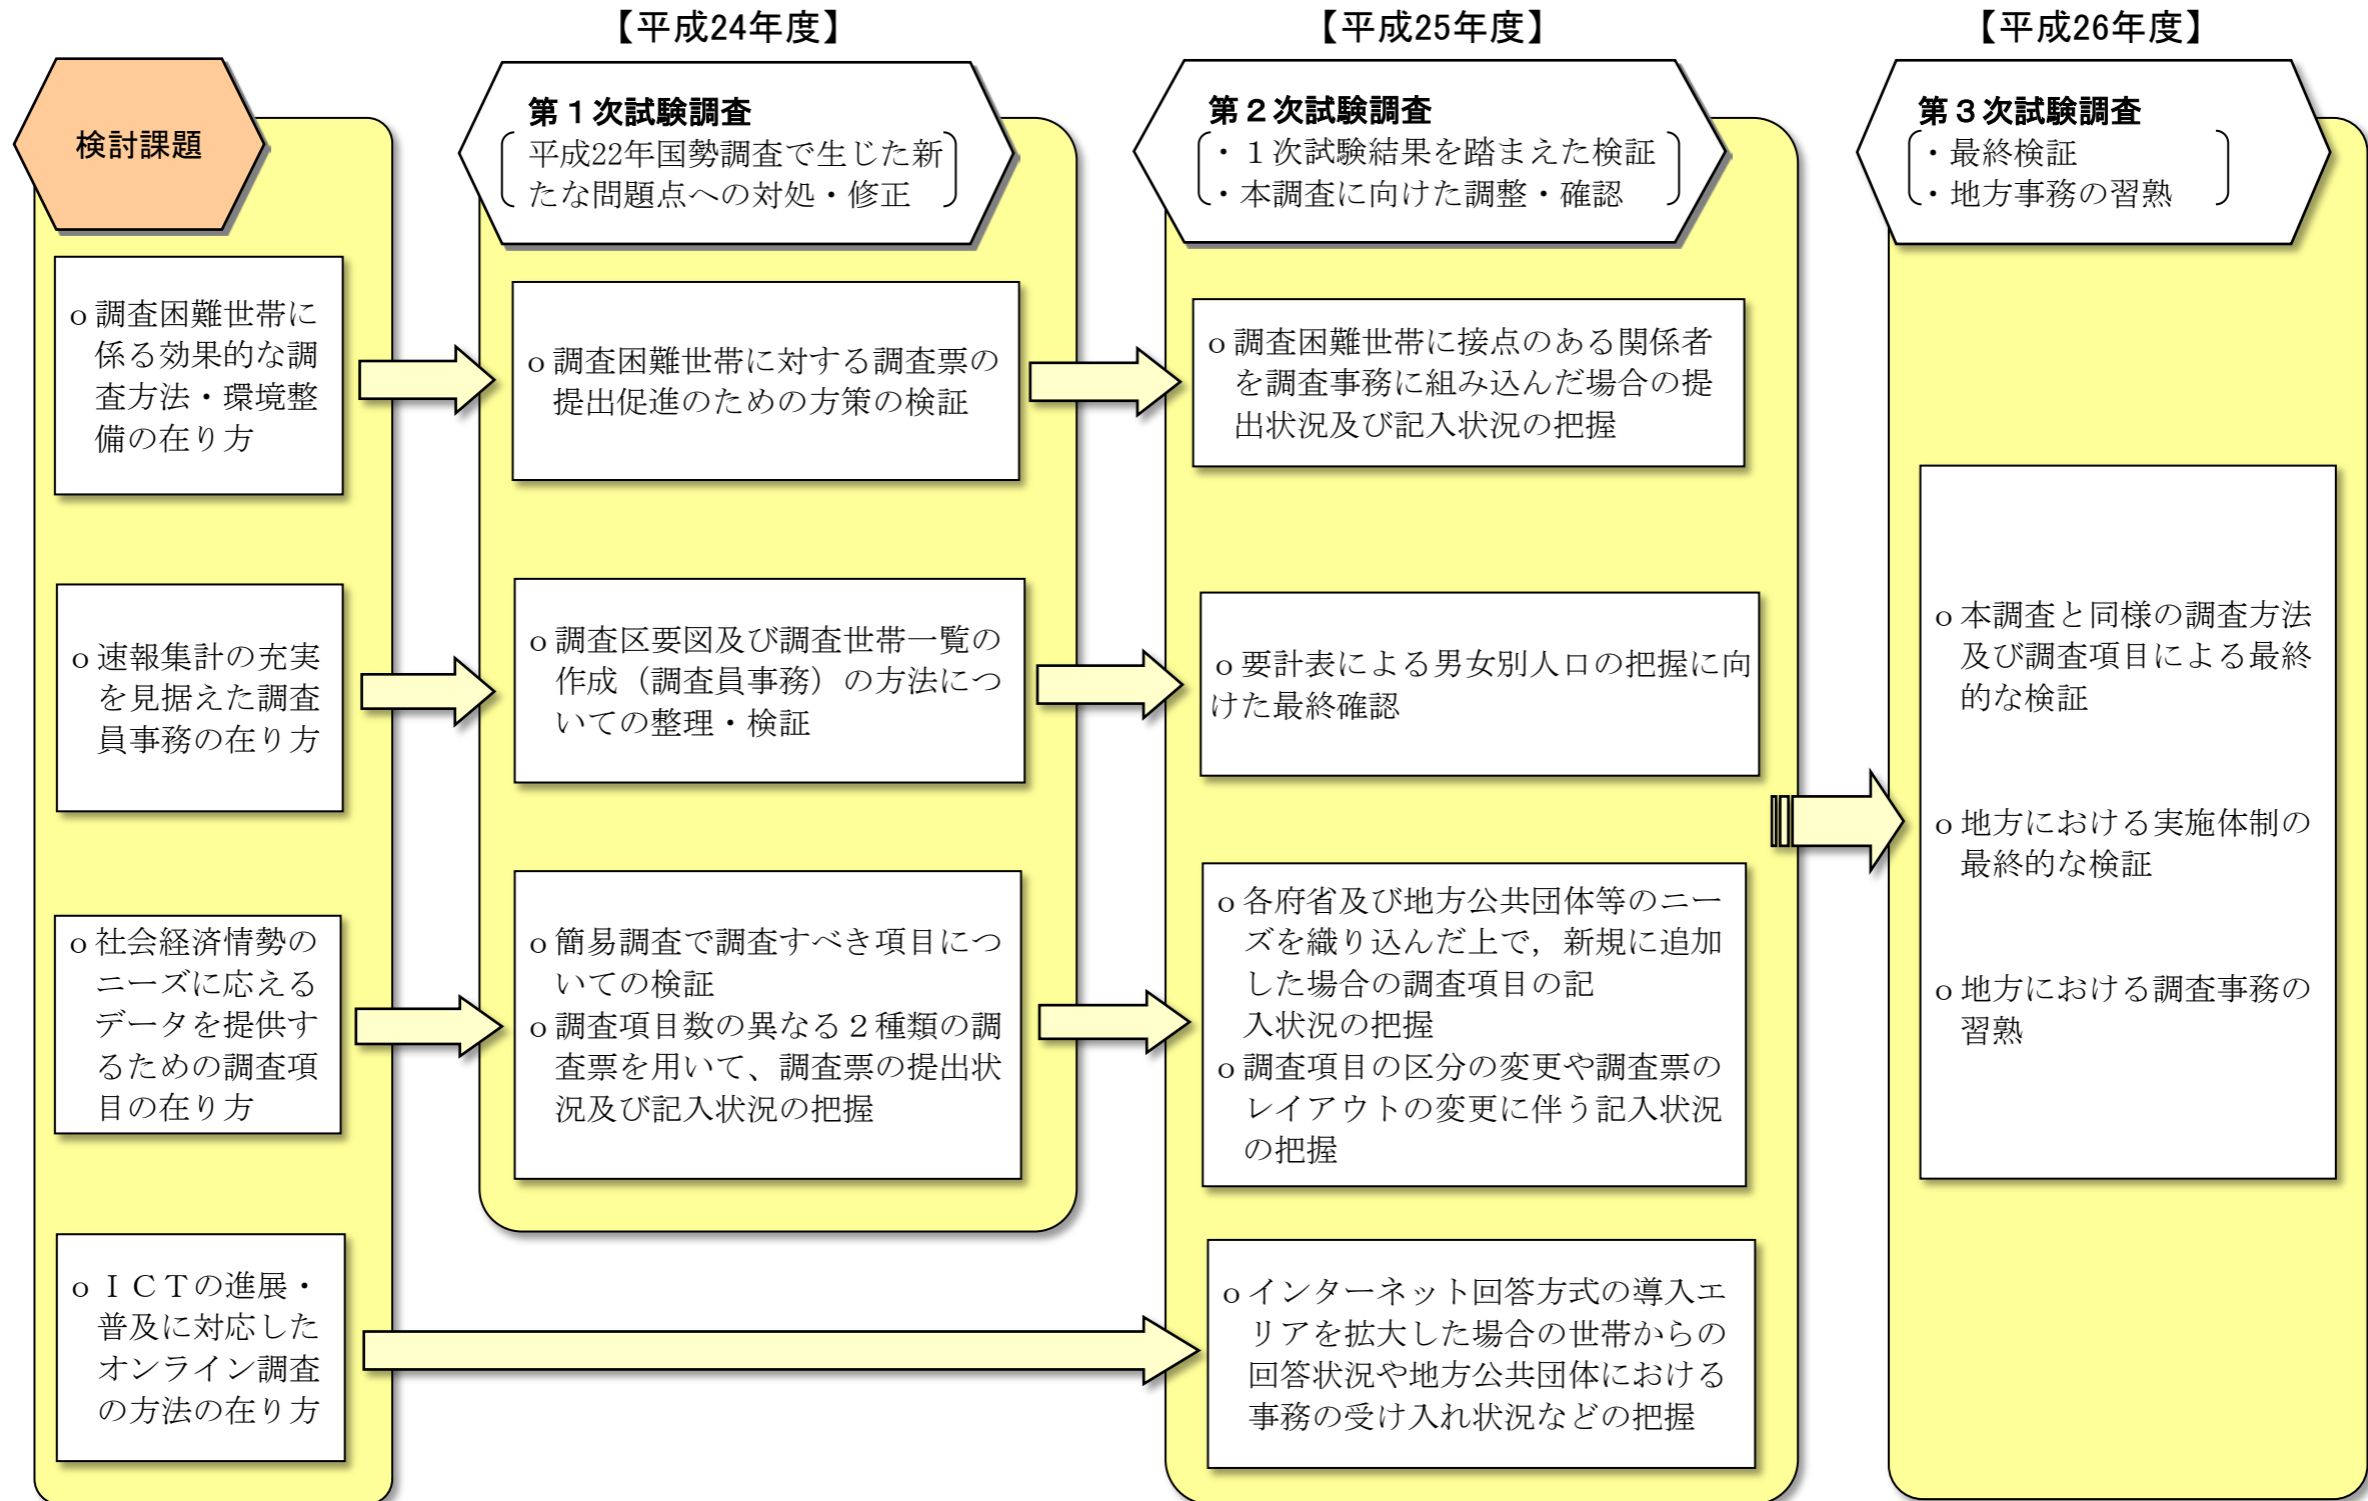 【平成24年度】
【平成25年度】
【平成26年度】
検討課題
第１次試験調査
平成22年国勢調査で生じた新
たな問題点への対処・修正
第２次試験調査
・１次試験結果を踏まえた検証
・本調査に向けた調整・確認
第３次試験調査
・最終検証
・地方事務の習熟
o 調査困難世帯に
係る効果的な調
査方法・環境整
備の在り方
o 調査困難世帯に対する調査票の
提出促進のための方策の検証
o 調査困難世帯に接点のある関係者
を調査事務に組み込んだ場合の提
出状況及び記入状況の把握
o 速報集計の充実
を見据えた調査
員事務の在り方
o 調査区要図及び調査世帯一覧の
作成（調査員事務）の方法につ
いての整理・検証
o 要計表による男女別人口の把握に向
けた最終確認
o 社会経済情勢の
ニーズに応える
データを提供す
るための調査項
目の在り方
o 簡易調査で調査すべき項目につ
いての検証
o 調査項目数の異なる２種類の調
査票を用いて、調査票の提出状
況及び記入状況の把握
o 各府省及び地方公共団体等のニー
ズを織り込んだ上で，新規に追加
した場合の調査項目の記
入状況の把握
o 調査項目の区分の変更や調査票の
レイアウトの変更に伴う記入状況
の把握
o ＩＣＴの進展・
普及に対応した
オンライン調査
の方法の在り方
o インターネット回答方式の導入エ
リアを拡大した場合の世帯からの
回答状況や地方公共団体における
事務の受け入れ状況などの把握
o 本調査と同様の調査方法
及び調査項目による最終
的な検証
o 地方における実施体制の
最終的な検証
o 地方における調査事務の
習熟